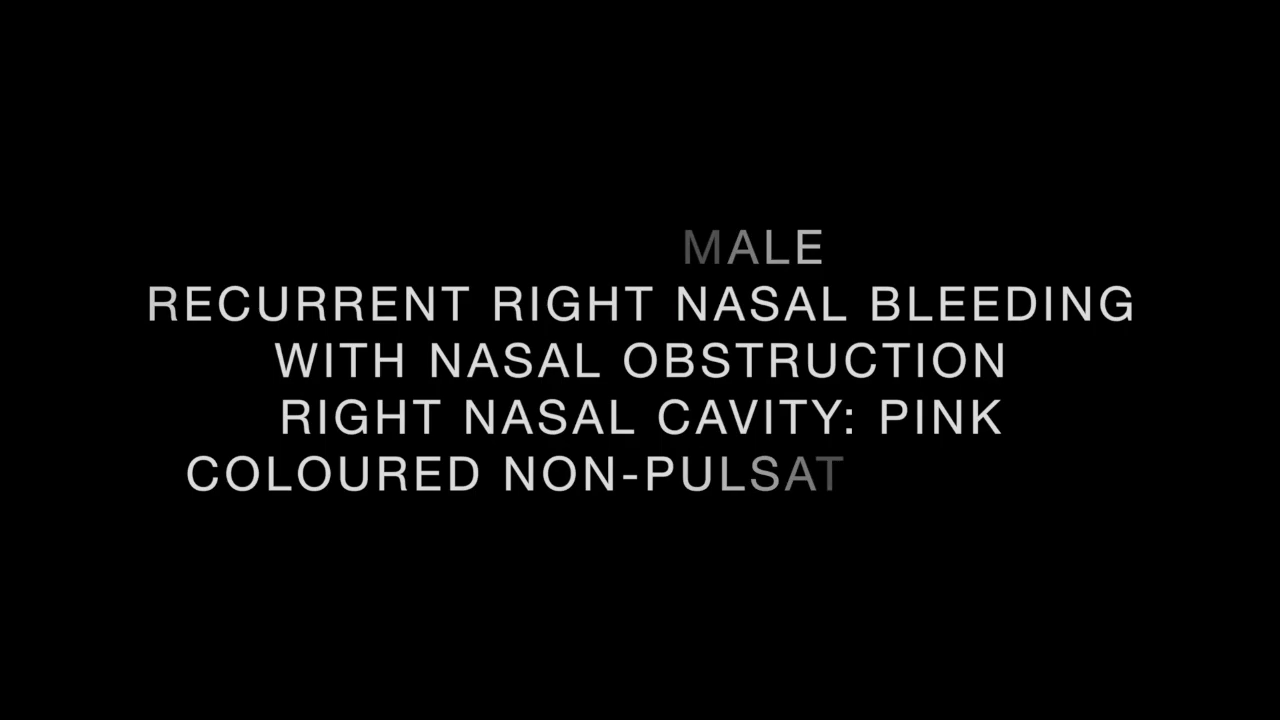 MALE
RECURRENT RIGHT NASAL BLEEDING
WITH NASAL OBSTRUCTION
RIGHT NASAL CAVITY: PINK
COLOURED NON-PULSAT